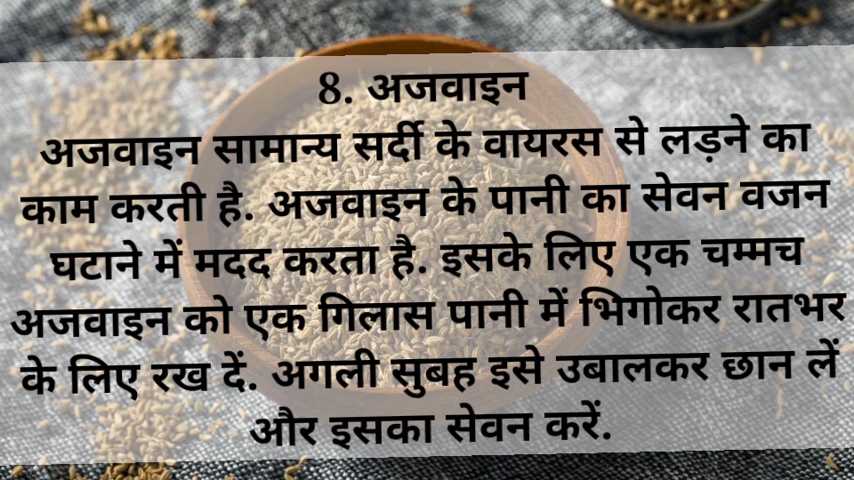 8. अजवाइन
अजवाइन सामान्य सर्दी के वायरस से लड़ने का
काम करती है. अजवाइन के पानी का सेवन वजन
घटाने में मदद करता है. इसके लिए एक चम्मच
अजवाइन को एक गिलास पानी में भिगोकर रातभर
के लिए रख दें. अगली सुबह इसे उबालकर छान लें
और इसका सेवन करें.